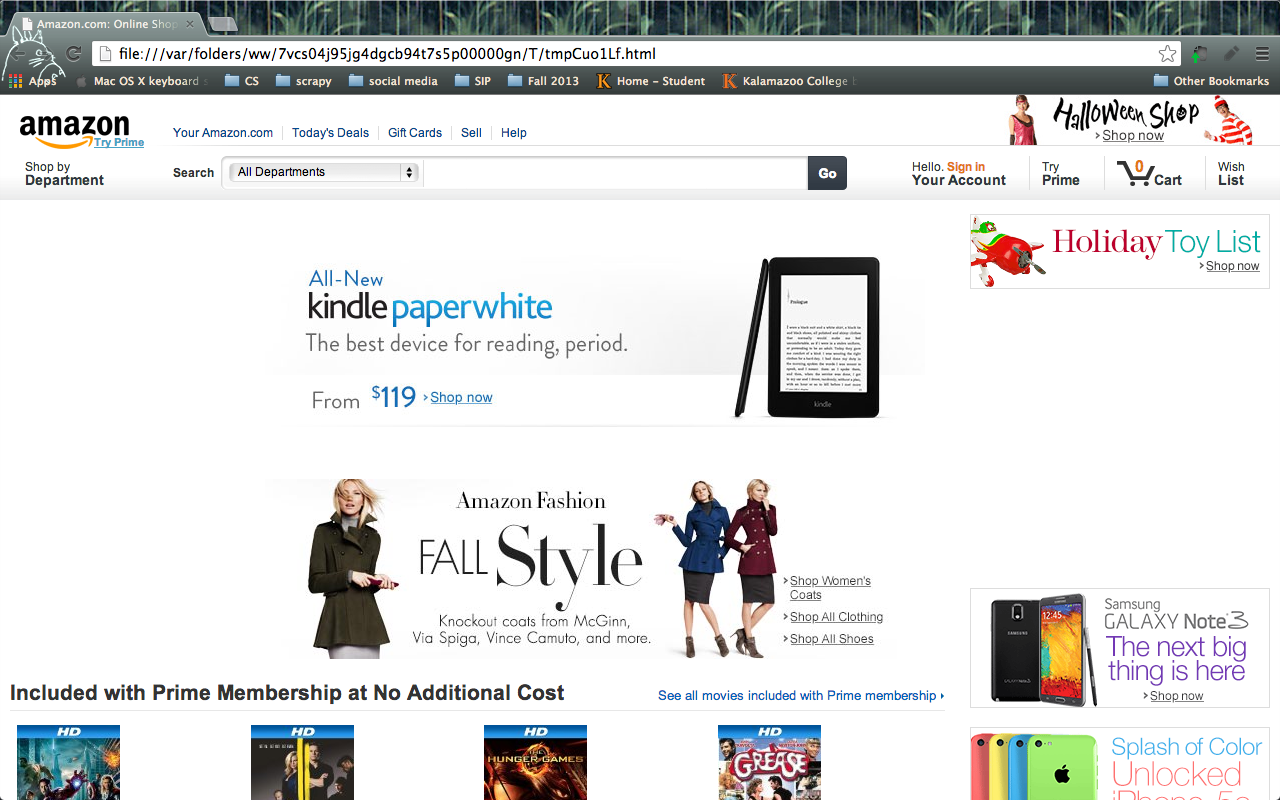 Amazon.com: Online Shop
file:///var/folders/ww/7vcs04j95jg4dgcb94t7s5p00000gn/T/tmpCuo1Lf.html
Apps
Mac OS X keyboard s
CS
scrapy
social media
SIP
Fall 2013
Home - Student
Kalamazoo College
Other Bookmarks
amazon
Try Prime
Your Amazon.com
Today's Deals
Gift Cards
Sell
Help
Halloween Shop
Shop now
Shop by
Department
Search
All Departments
Go
Hello. Sign in
Your Account
Try
Prime
0
Cart
Wish
List
Holiday Toy List
Shop now
All-New
kindle paperwhite
The best device for reading, period.
From $119 Shop now
Prologue
kindle
Amazon Fashion
FALL Style
Knockout coats from McGinn,
Via Spiga, Vince Camuto, and more.
Shop Women's
Coats
Shop All Clothing
Shop All Shoes
SAMSUNG
12:45
Samsung
GALAXY Note 3
The next big
thing is here
Shop now
Included with Prime Membership at No Additional Cost
See all movies included with Prime membership
HD
HD
HD
HD
THE
HUNGER GAMES
GREASE
Splash of Color
Unlocked